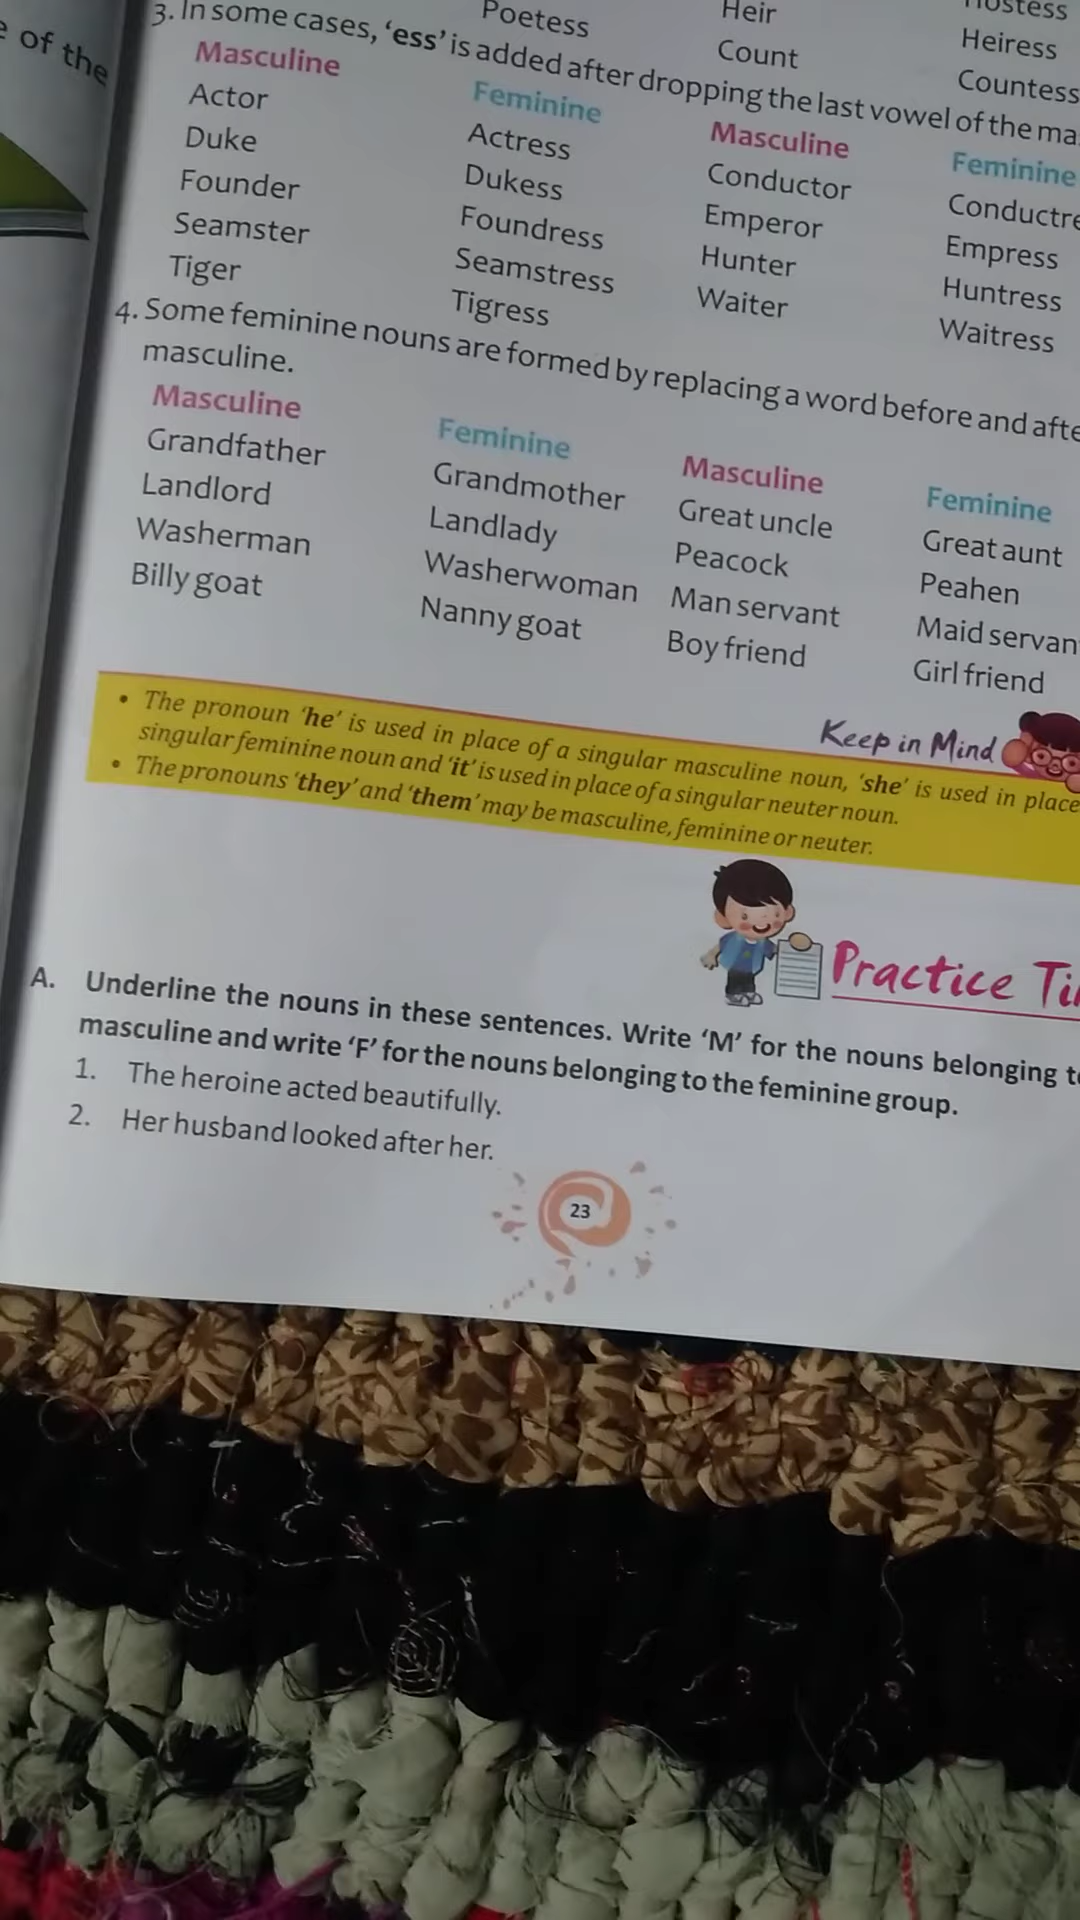 e of the
Poetess Heir Hostess
Count Heiress
Countess
3. In some cases, ‘ess’ is added after dropping the last vowel of the
Masculine Feminine Masculine Feminine
Actor Actress Conductor
Duke Dukess Emperor Empress
Founder Foundress Hunter Huntress
Seamster Seamstress Waiter Waitress
Tiger Tigress
4. Some feminine nouns are formed by replacing a word before and
masculine.
Masculine Feminine Masculine Feminine
Grandfather Grandmother Great uncle Great aunt
Landlord Landlady Peacock Peahen
Washerman Washerwoman Man servant Maid servan
Billy goat Nanny goat Boy friend Girl friend
Keep in Mind
• The pronoun ‘he’ is used in place of a singular masculine noun, ‘she’ is used in place
singular feminine noun and ‘it’ is used in place of a singular neuter noun.
• The pronouns ‘they’ and ‘them’ may be masculine, feminine or neuter.
Practice Ti
A. Underline the nouns in these sentences. Write ‘M’ for the nouns belonging t
masculine and write ‘F’ for the nouns belonging to the feminine group.
1. The heroine acted beautifully.
2. Her husband looked after her.
23